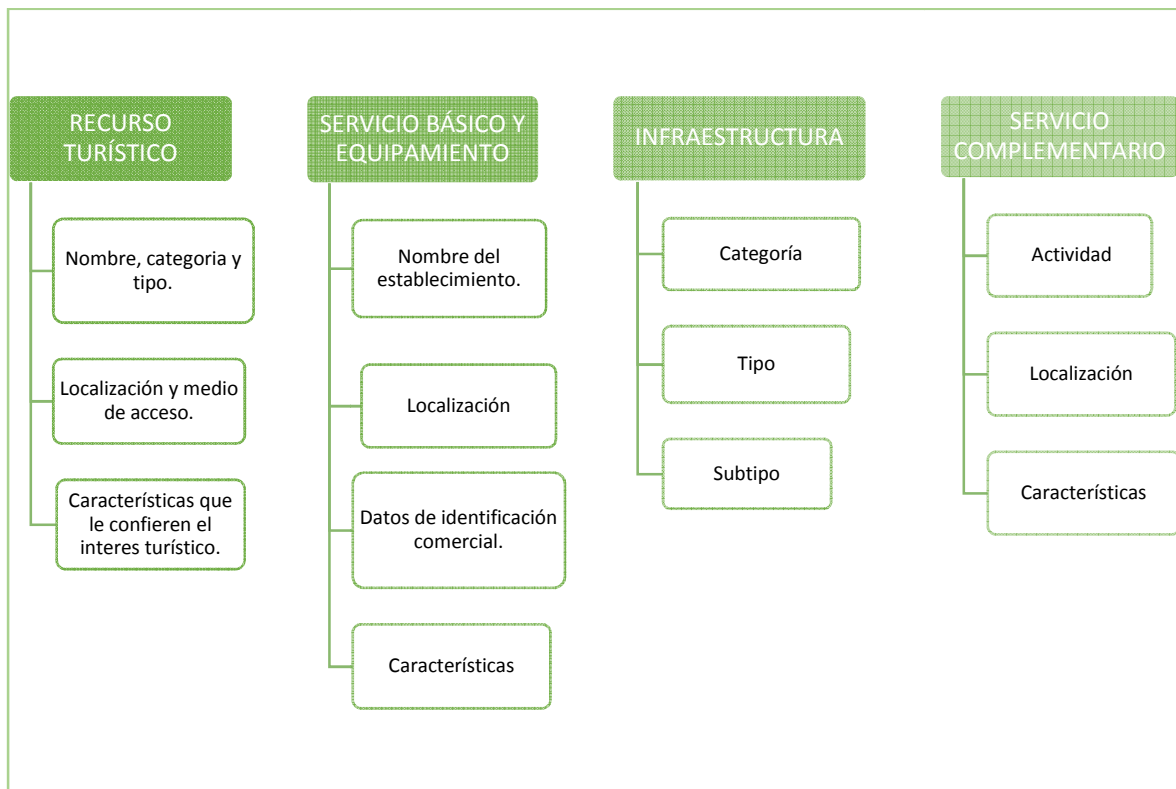 RECURSO
TURÍSTICO
Nombre, categoria y
tipo.
Localización y medio
de acceso.
Características que
le confieren el
interes turístico.
SERVICIO BÁSICO Y
EQUIPAMIENTO
Nombre del
establecimiento.
Localización
Datos de identificación
comercial.
Características
INFRAESTRUCTURA
Categoría
Tipo
Subtipo
SERVICIO
COMPLEMENTARIO
Actividad
Localización
Características